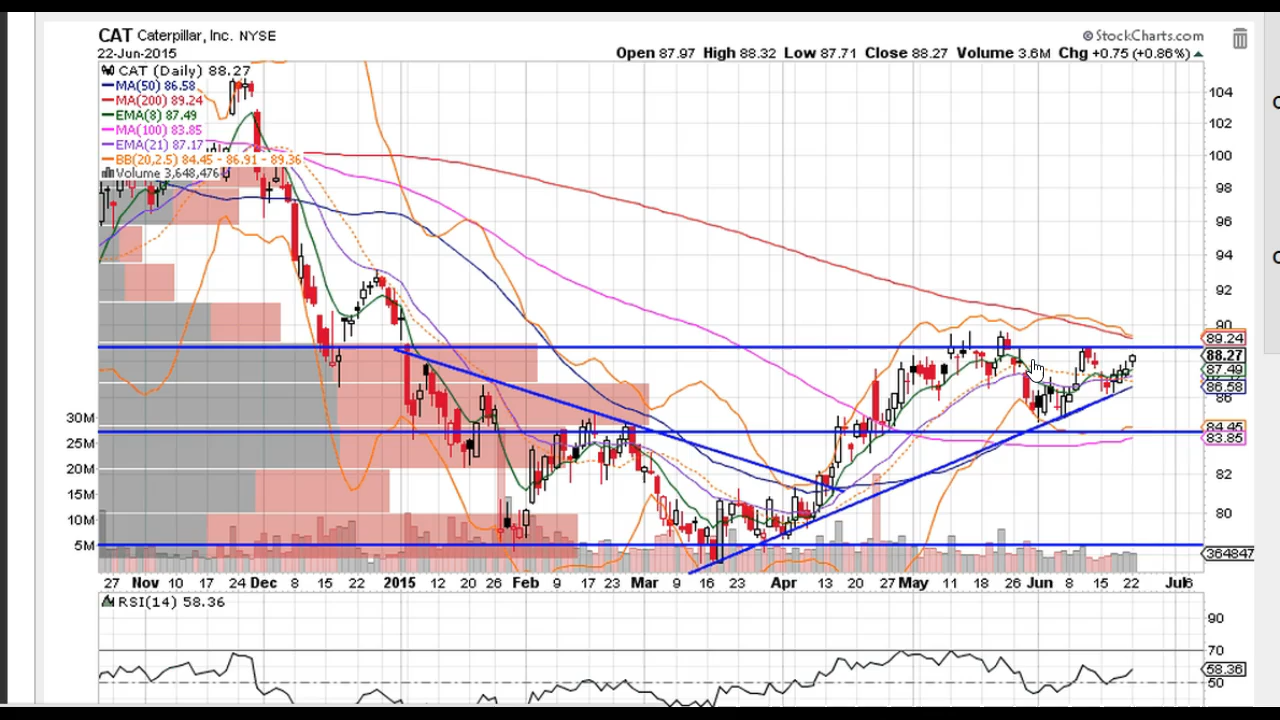 CAT Caterpillar, Inc. NYSE
© StockCharts.com
22-Jun-2015
Open 87.97 High 88.32 Low 87.71 Close 88.27 Volume 3.6M Chg +0.75 (+0.86%)
CAT (Daily) 88.27
MA(50) 86.58
MA(200) 89.24
EMA(8) 87.49
MA(100) 83.85
EMA(21) 87.17
BB(20,2.5) 84.45 - 86.91 - 89.36
Volume 3,648,476
104
102
100
98
96
94
92
90
89.24
88.27
87.49
86.58
86
84.45
83.85
82
80
364847
30M
25M
20M
15M
10M
5M
27 Nov 10 17 24 Dec 8 15 22 2015 12 20 26 Feb 9 17 23 Mar 9 16 23 Apr 13 20 27 May 11 18 26 Jun 8 15 22 Jul 6
RSI(14) 58.36
90
70
58.36
50